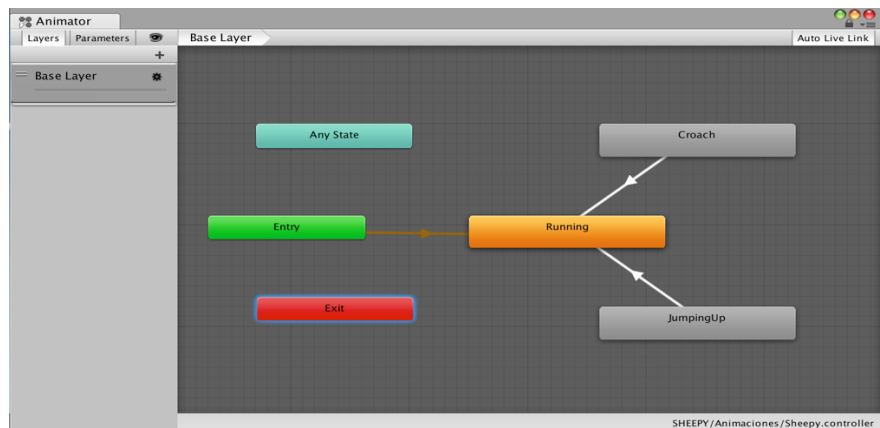 Animator
Layers Parameters
Base Layer
Auto Live Link
Base Layer
Any State
Croach
Entry
Running
Exit
JumpingUp
SHEEPY/Animaciones/Sheepy.controller